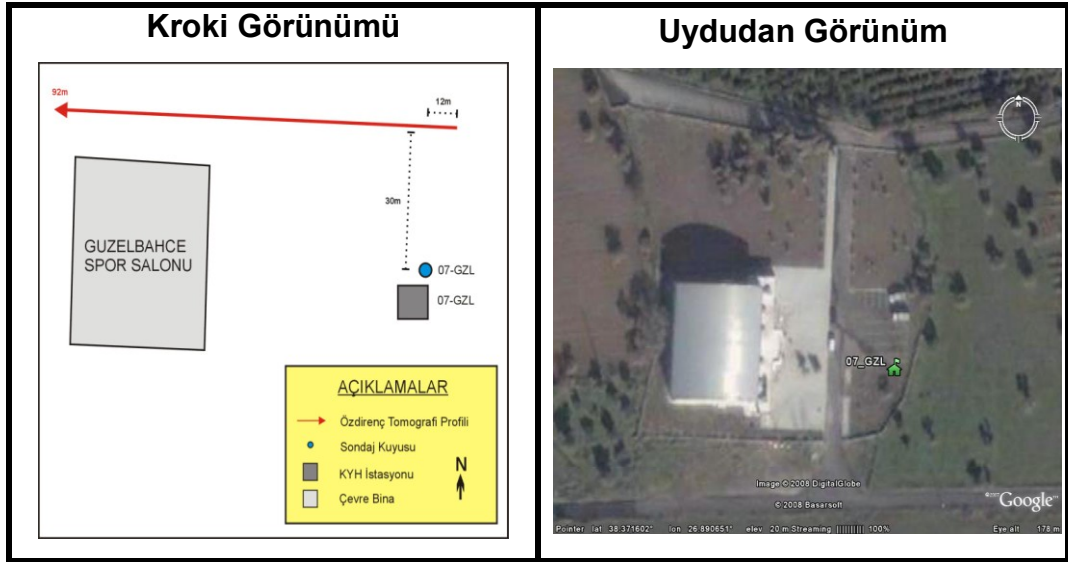 Kroki Görünümü
92m
12m
30m
GUZELBAHCE
SPOR SALONU
07-GZL
07-GZL
AÇIKLAMALAR
Özdirenç Tomografi Profili
Sondaj Kuyusu
KYH İstasyonu
Çevre Bina
N
Uydudan Görünüm
N
07_GZL
Image © 2008 DigitalGlobe
© 2008 Basarsoft
©2007 Google™
Pointer lat 38.371602° lon 26.890651° elev 20 m Streaming |||||||||| 100% Eye alt 178 m